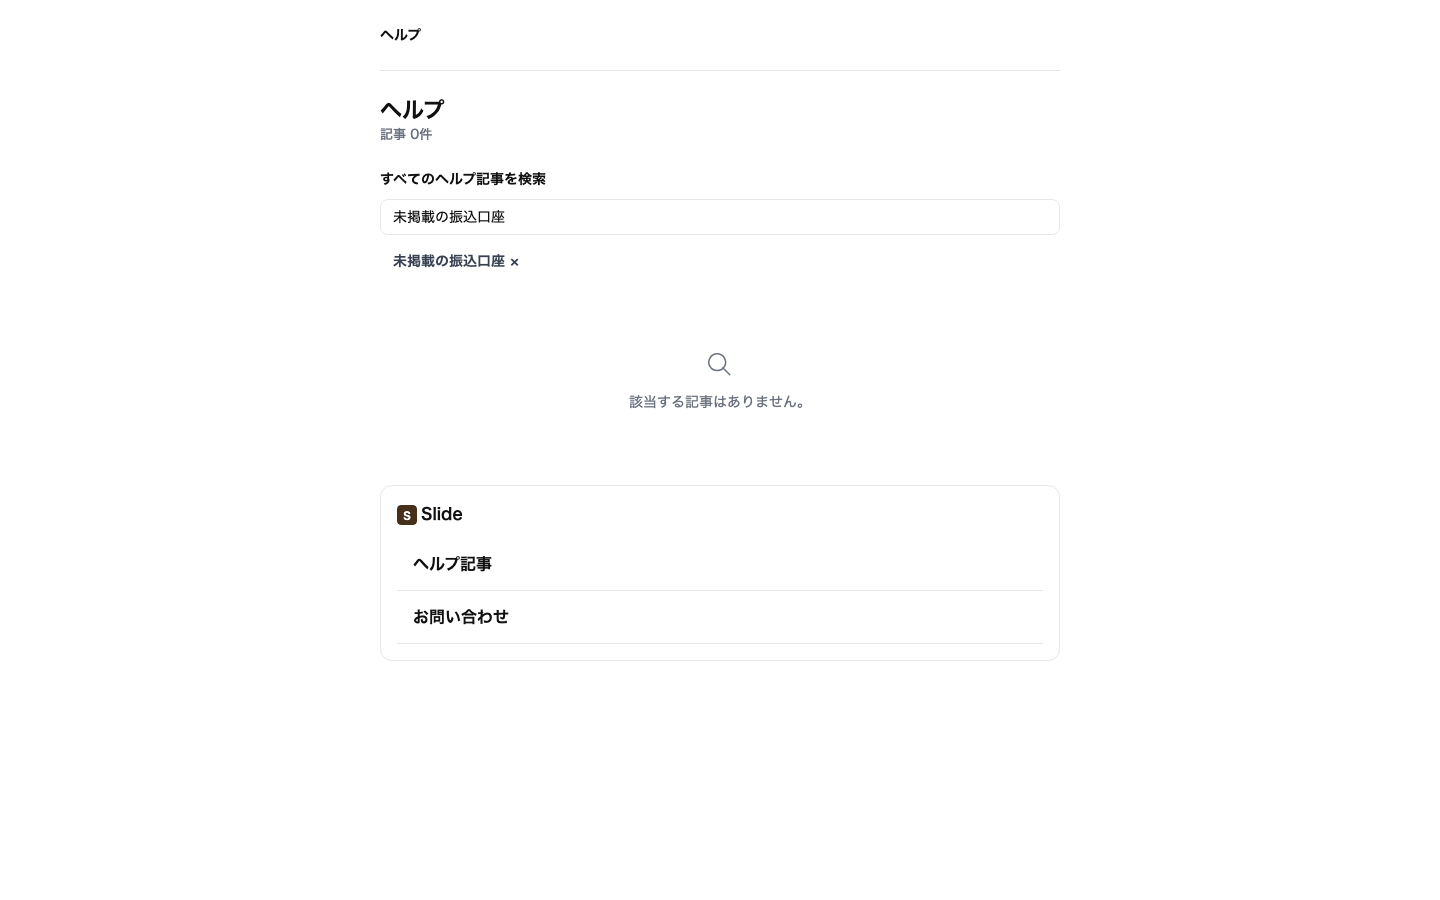 ヘルプ
ヘルプ
記事 0件
すべてのヘルプ記事を検索
未掲載の振込口座
未掲載の振込口座 ×
該当する記事はありません。
S Slide
ヘルプ記事
お問い合わせ